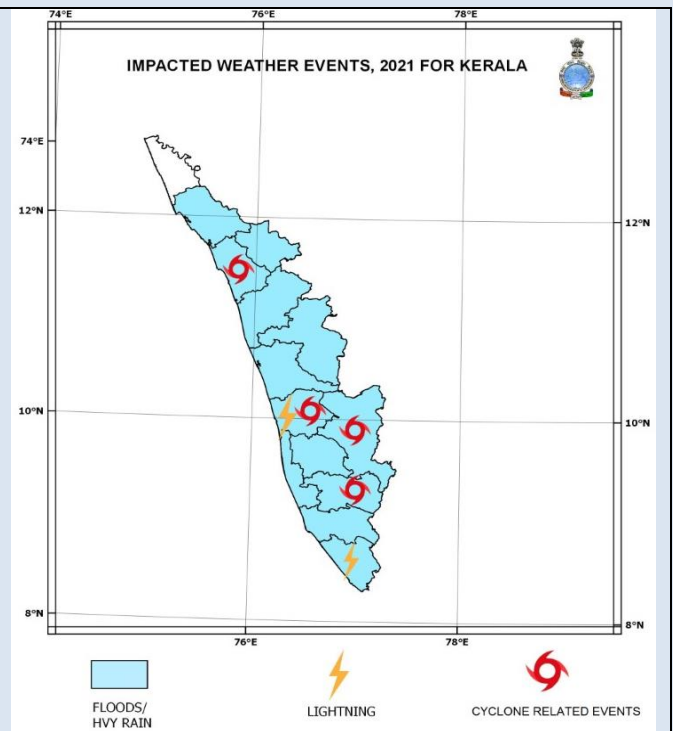 74°E 76°E 78°E
IMPACTED WEATHER EVENTS, 2021 FOR KERALA
74°E
12°N 12°N
10°N 10°N
8°N 8°N
76°E 78°E
FLOODS/
HVY RAIN
LIGHTNING
CYCLONE RELATED EVENTS